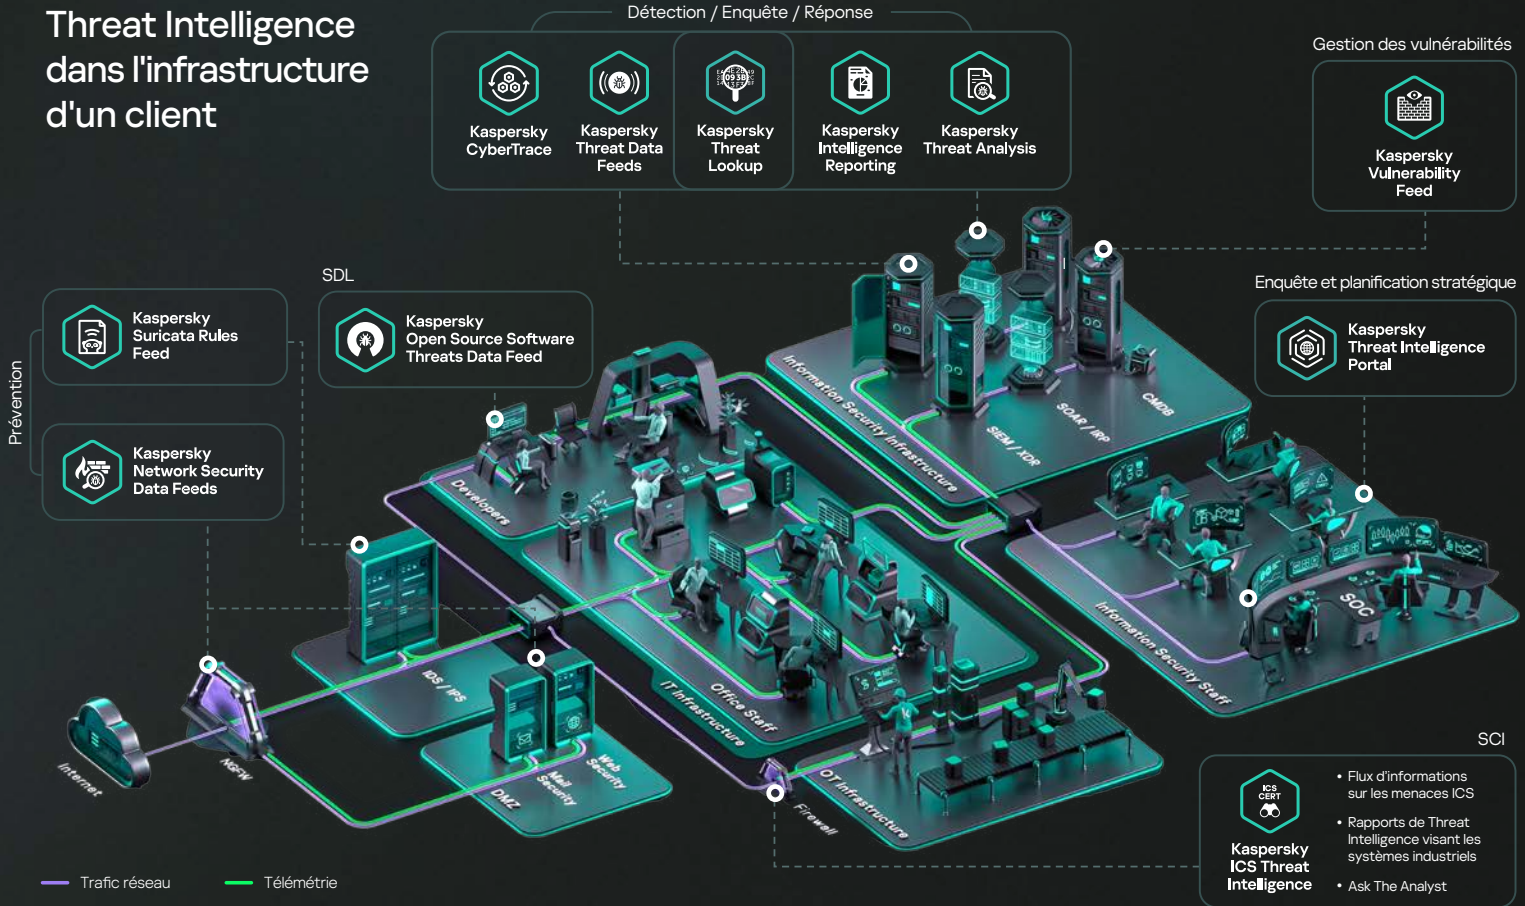 Threat Intelligence
dans l'infrastructure
d'un client
Détection / Enquête / Réponse
Kaspersky
CyberTrace
Kaspersky
Threat Data
Feeds
Kaspersky
Threat
Lookup
Kaspersky
Intelligence
Reporting
Kaspersky
Threat Analysis
Gestion des vulnérabilités
Kaspersky
Vulnerability
Feed
Prévention
Kaspersky
Suricata Rules
Feed
Kaspersky
Network Security
Data Feeds
SDL
Kaspersky
Open Source Software
Threats Data Feed
Enquête et planification stratégique
Kaspersky
Threat Intelligence
Portal
Information Security Infrastructure
SIEM / XDR
SOAR / IRP
CMDB
Developers
Office Staff
IT Infrastructure
Information Security Staff
SOC
IDS / IPS
Internet
NGFW
DMZ
Mail
Security
Web
Security
Firewall
OT Infrastructure
SCI
ICS
CERT
Kaspersky
ICS Threat
Intelligence
• Flux d'informations
sur les menaces ICS
• Rapports de Threat
Intelligence visant les
systèmes industriels
• Ask The Analyst
Trafic réseau
Télémétrie